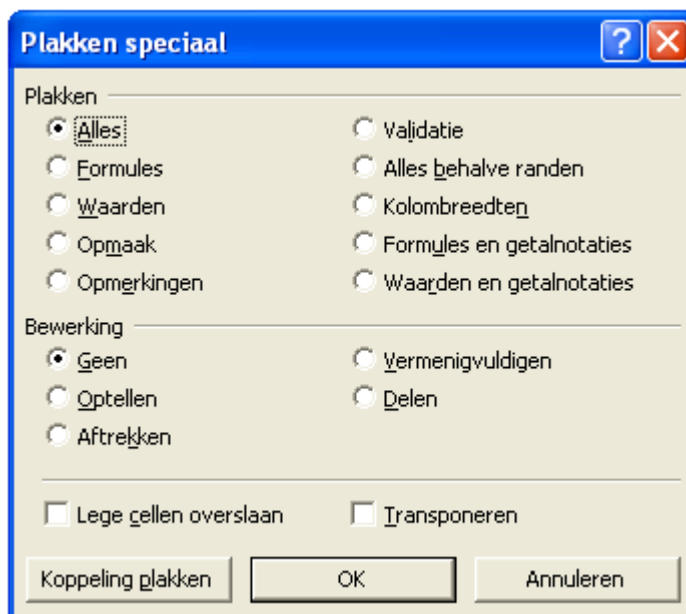 Plakken speciaal
Plakken
Alles Validatie
Formules Alles behalve randen
Waarden Kolombreedten
Opmaak Formules en getalnotaties
Opmerkingen Waarden en getalnotaties
Bewerking
Geen Vermenigvuldigen
Optellen Delen
Aftrekken
Lege cellen overslaan Transponeren
Koppeling plakken OK Annuleren